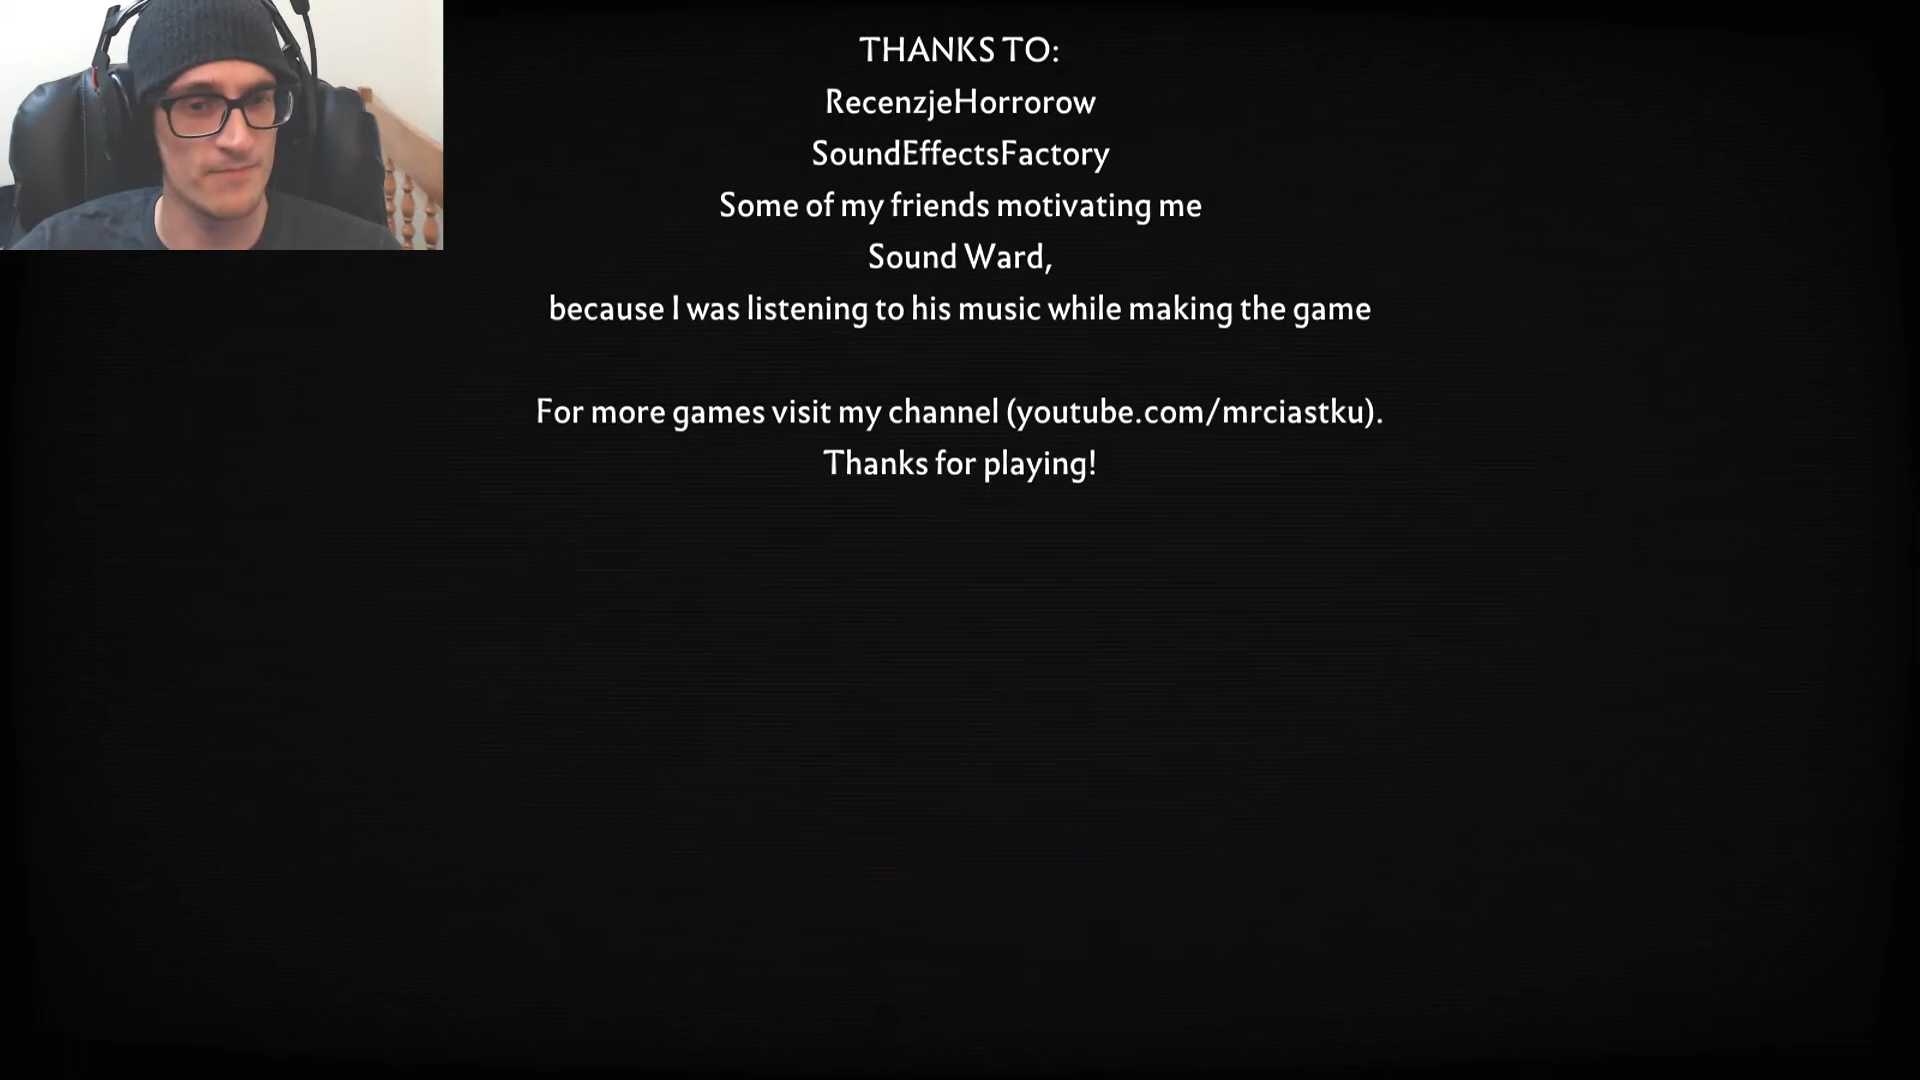 THANKS TO:
RecenzjeHorrorow
SoundEffectsFactory
Some of my friends motivating me
Sound Ward,
because I was listening to his music while making the game
For more games visit my channel (youtube.com/mrciastku).
Thanks for playing!